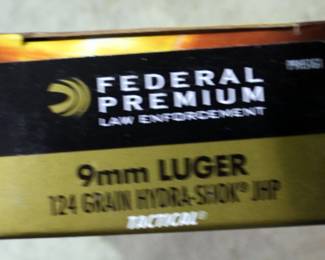 FEDERAL
PREMIUM
LAW ENFORCEMENT
9mm LUGER
124 GRAIN HYDRA-SHOK® JHP
TACTICAL®